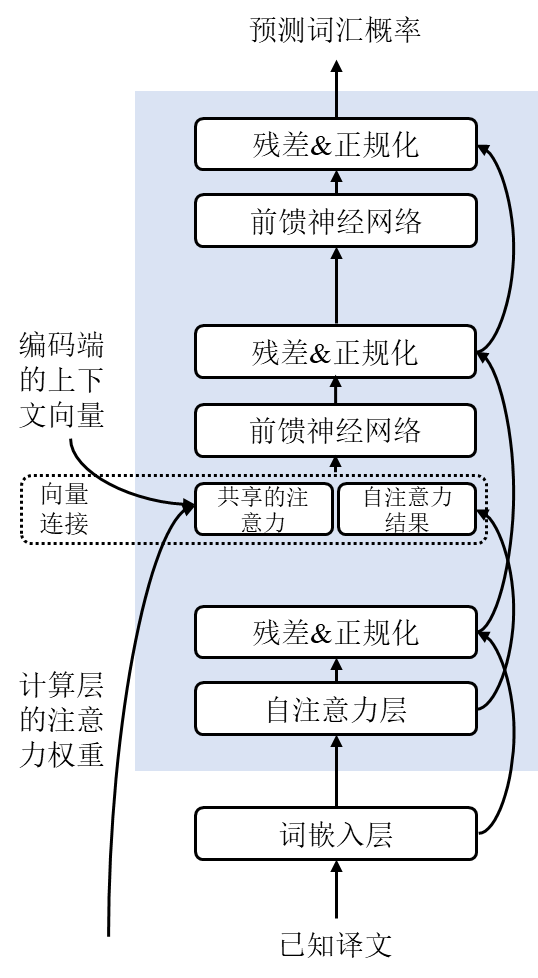 预测词汇概率
残差&正规化
前馈神经网络
残差&正规化
前馈神经网络
编码端
的上下
文向量
向量
连接
共享的注
意力
自注意力
结果
残差&正规化
自注意力层
计算层
的注意
力权重
词嵌入层
已知译文